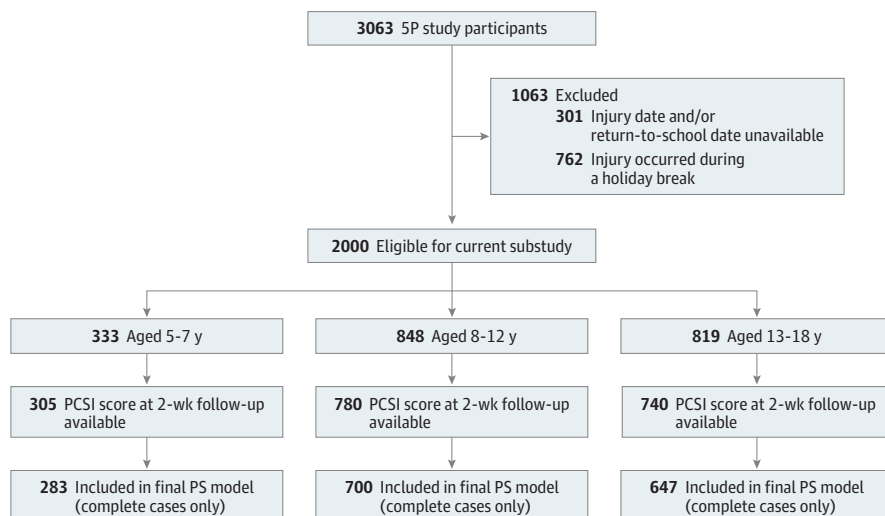 3063 5P study participants
1063 Excluded
301 Injury date and/or
return-to-school date unavailable
762 Injury occurred during
a holiday break
2000 Eligible for current substudy
333 Aged 5-7 y
848 Aged 8-12 y
819 Aged 13-18 y
305 PCSI score at 2-wk follow-up
available
780 PCSI score at 2-wk follow-up
available
740 PCSI score at 2-wk follow-up
available
283 Included in final PS model
(complete cases only)
700 Included in final PS model
(complete cases only)
647 Included in final PS model
(complete cases only)